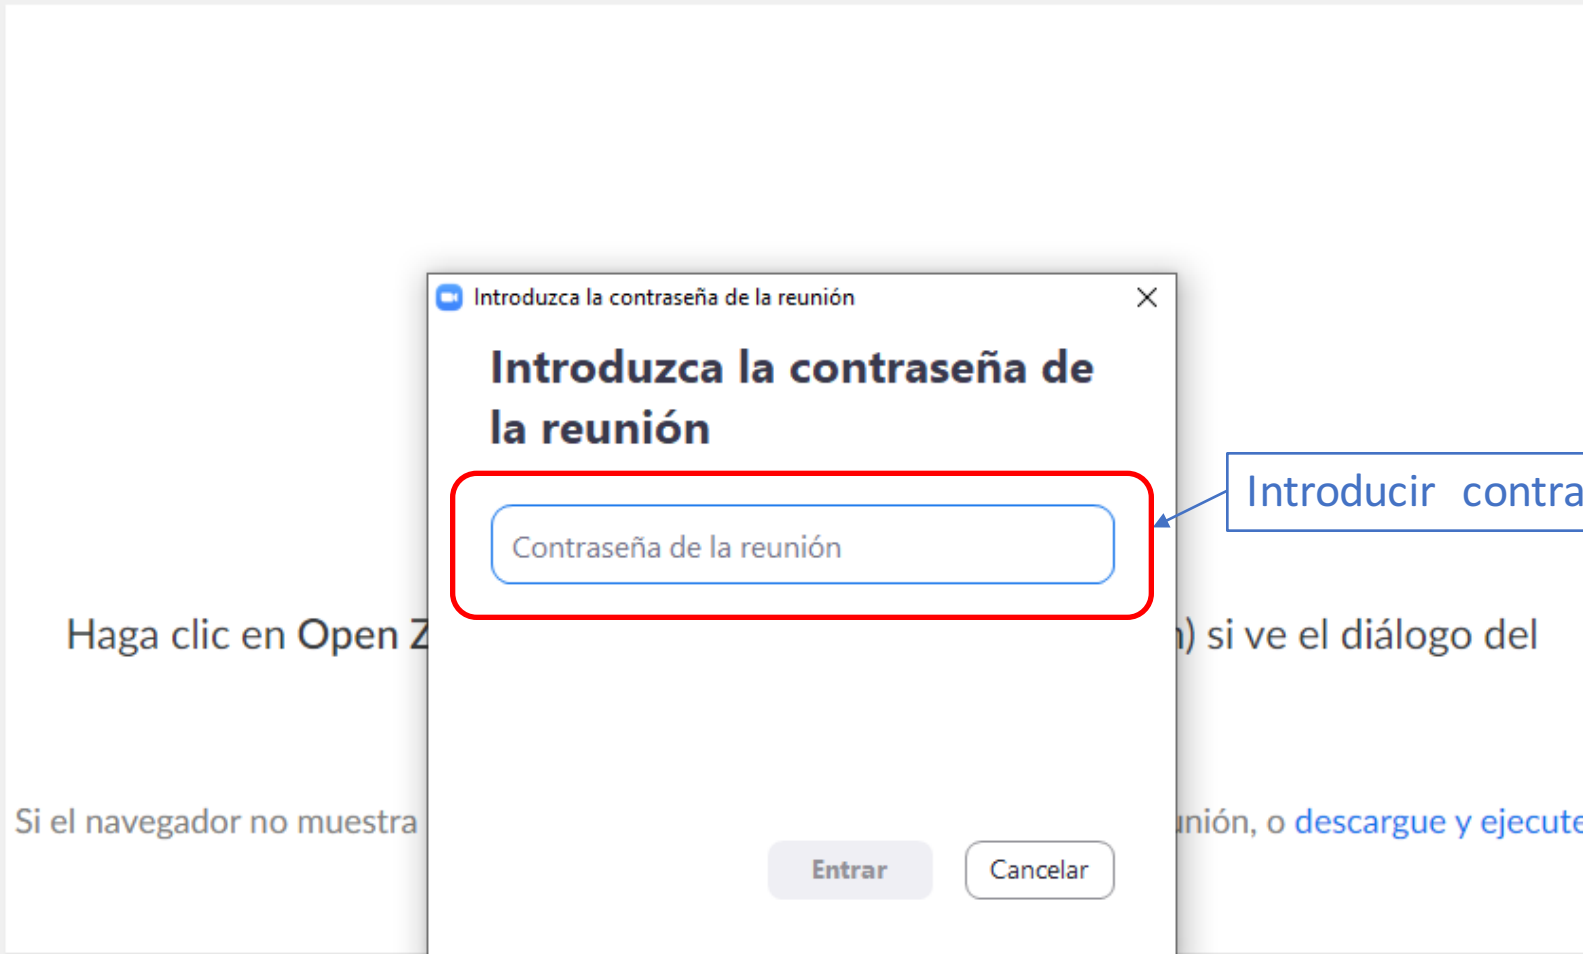 Introduzca la contraseña de la reunión
Introduzca la contraseña de
la reunión
Introducir contra
Contraseña de la reunión
Haga clic en Open Z
) si ve el diálogo del
Si el navegador no muestra
unión, o descargue y ejecute
Entrar
Cancelar